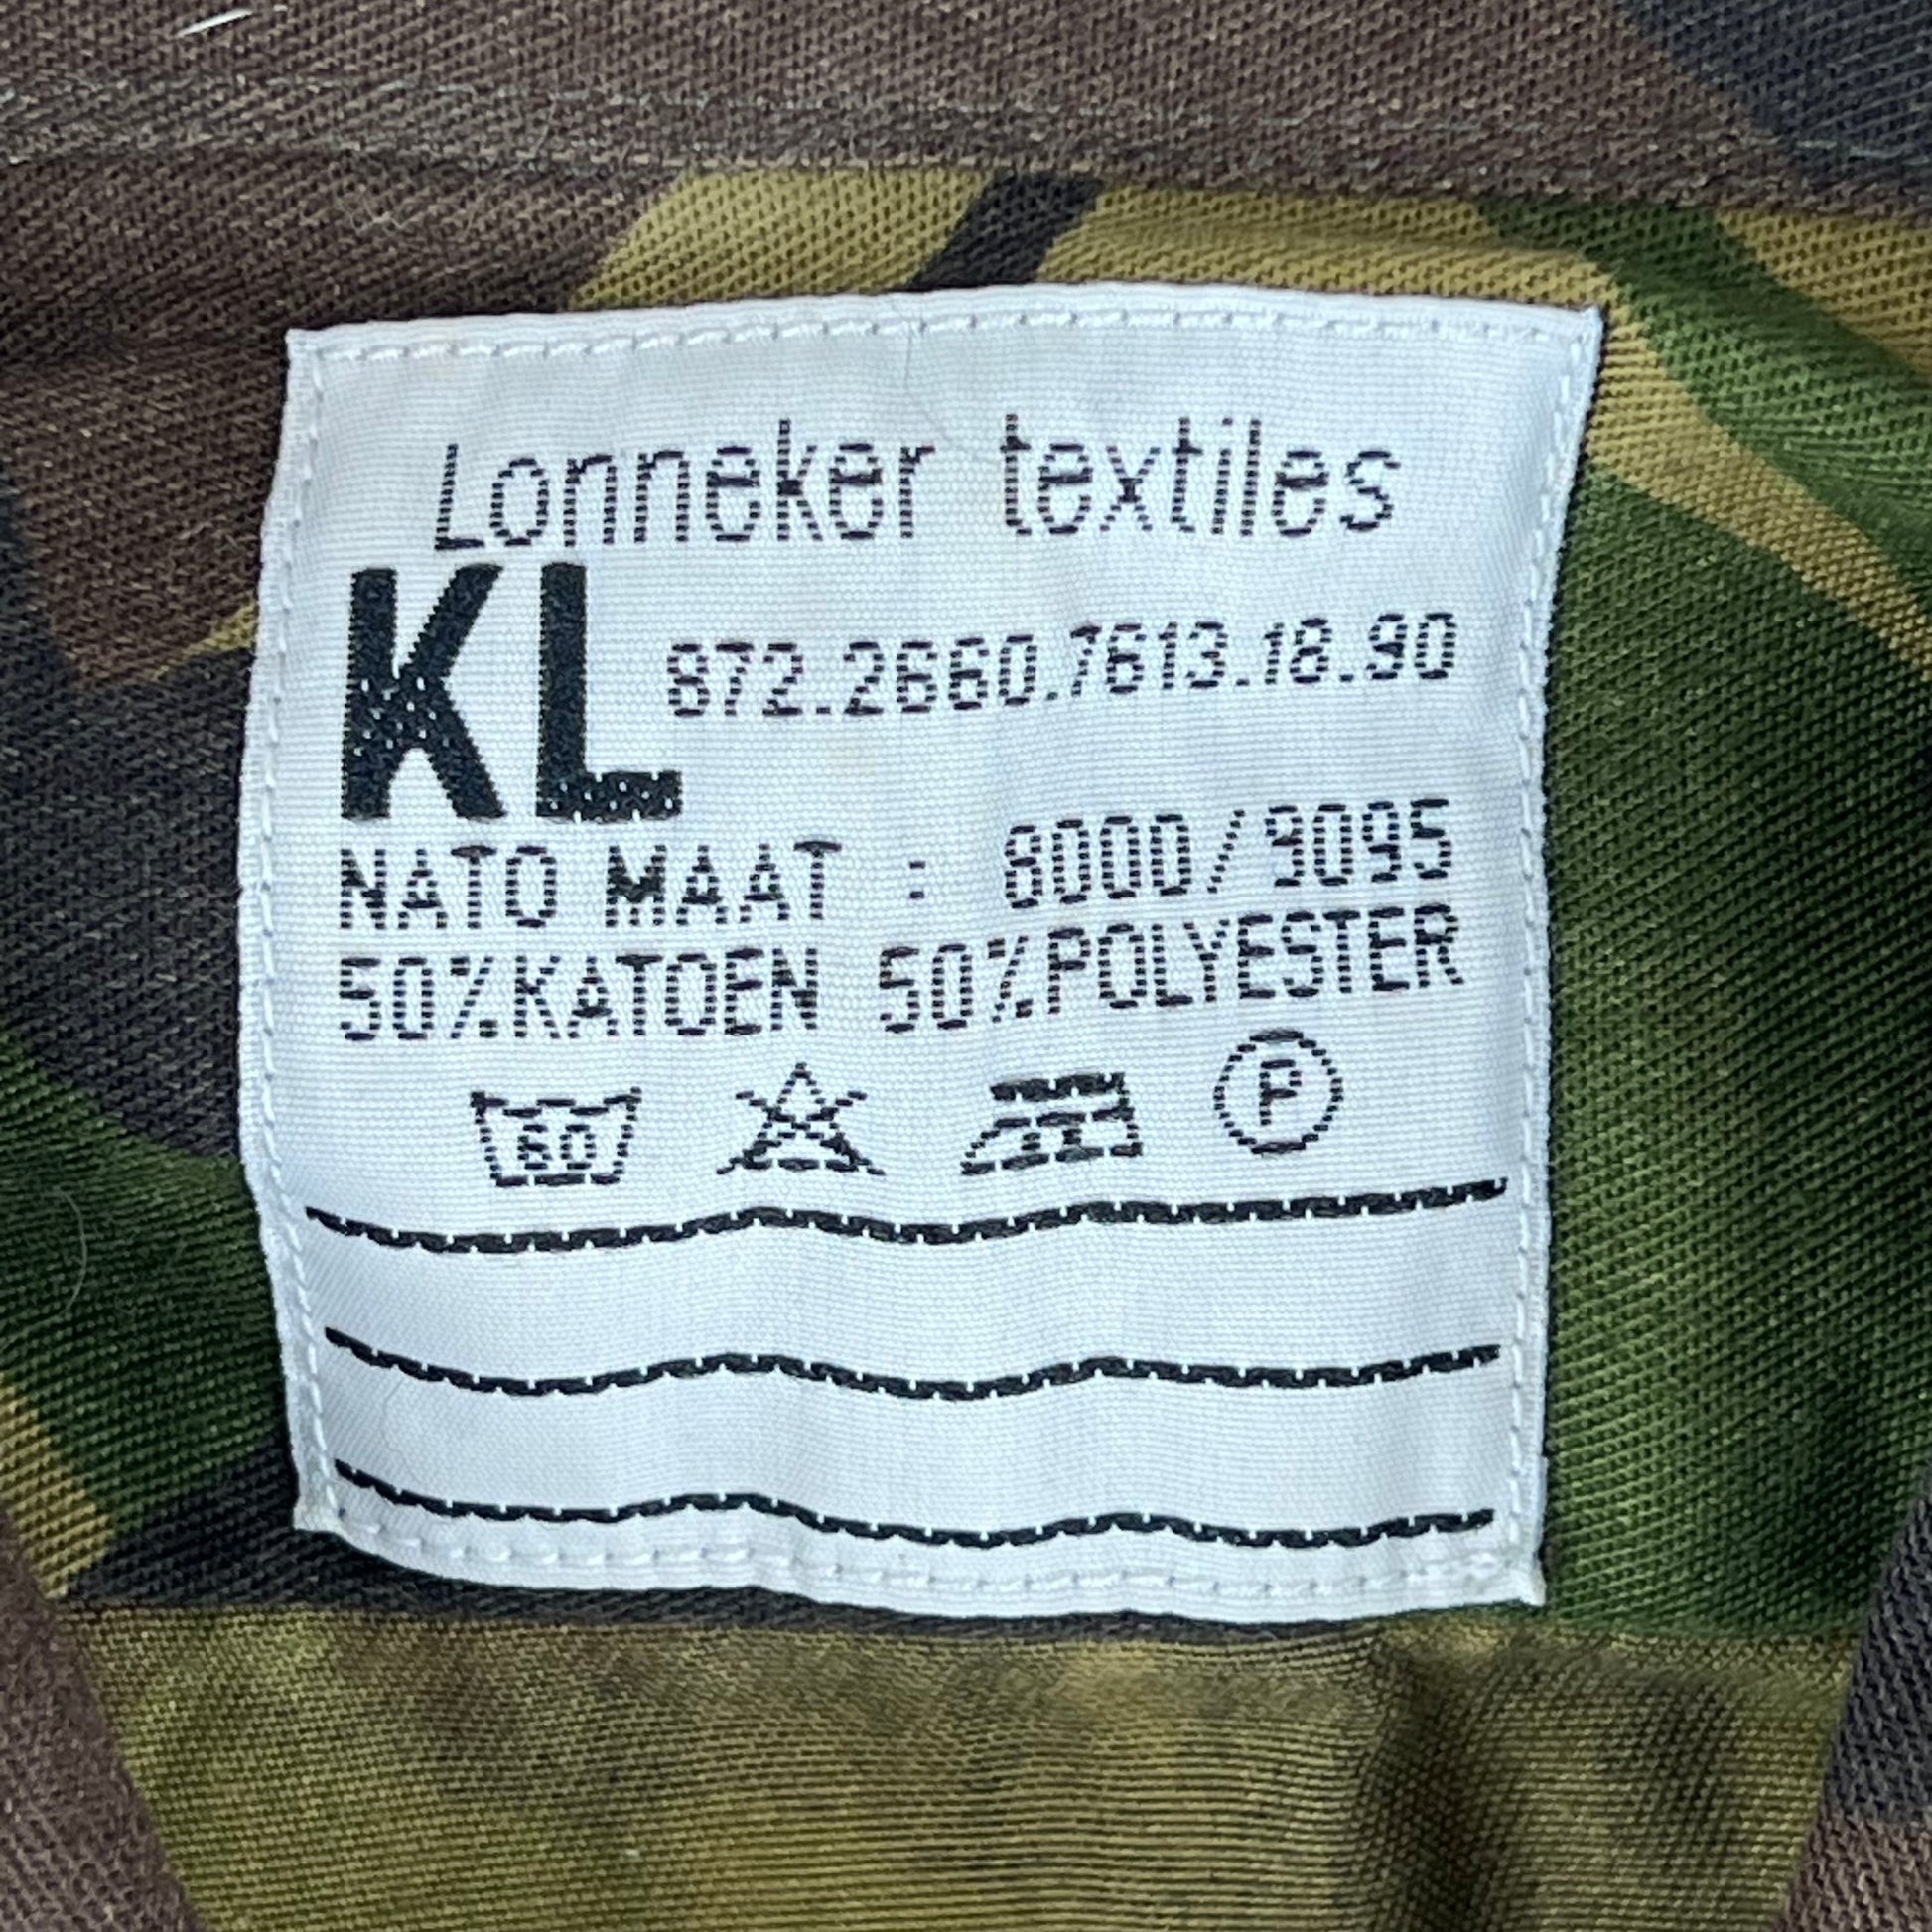 Lonneker textiles
KL 872.2660.7613.18.90
NATO MAAT : 8000/9095
50%KATOEN 50%POLYESTER
60 P